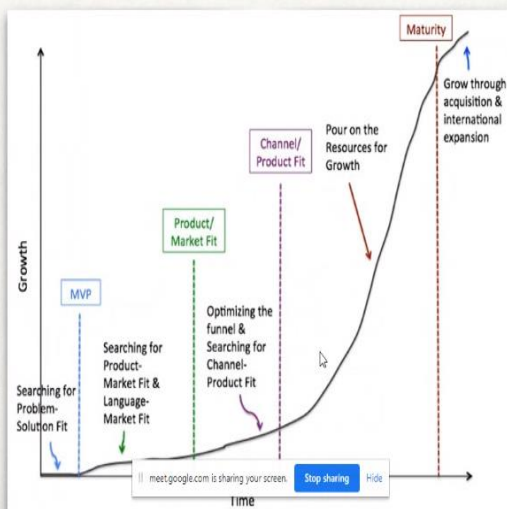 Maturity
Grow through
acquisition &
international
expansion
Pour on the
Resources for
Growth
Channel/
Product Fit
Product/
Market Fit
MVP
Growth
Optimizing the
funnel &
Searching for
Channel-
Product Fit
Searching for
Product-
Market Fit &
Language-
Market Fit
Searching for
Problem-
Solution Fit
meet.google.com is sharing your screen. Stop sharing Hide
Time